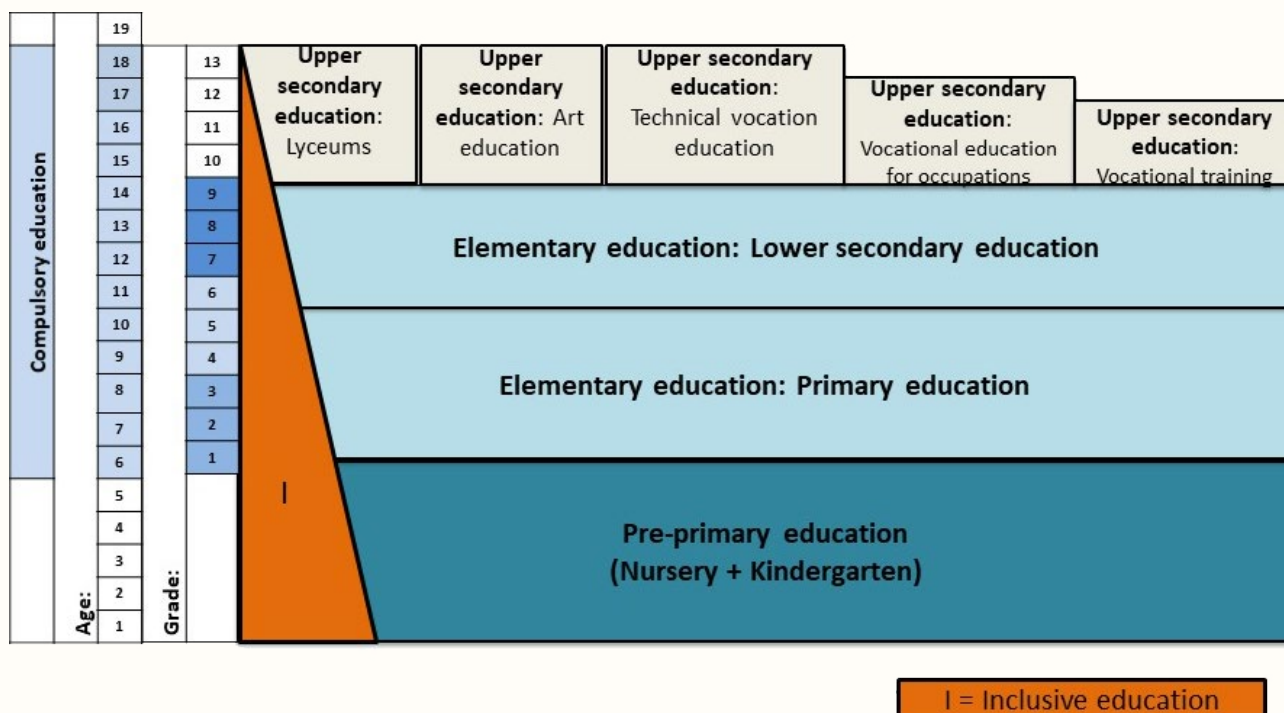 Compulsory education
Age:
19
18
17
16
15
14
13
12
11
10
9
8
7
6
5
4
3
2
1
Grade:
13
12
11
10
9
8
7
6
5
4
3
2
1
Upper
secondary
education:
Lyceums
Upper
secondary
education: Art
education
Upper secondary
education:
Technical vocation
education
Upper secondary
education:
Vocational education
for occupations
Upper secondary
education:
Vocational training
Elementary education: Lower secondary education
Elementary education: Primary education
I
Pre-primary education
(Nursery + Kindergarten)
I = Inclusive education